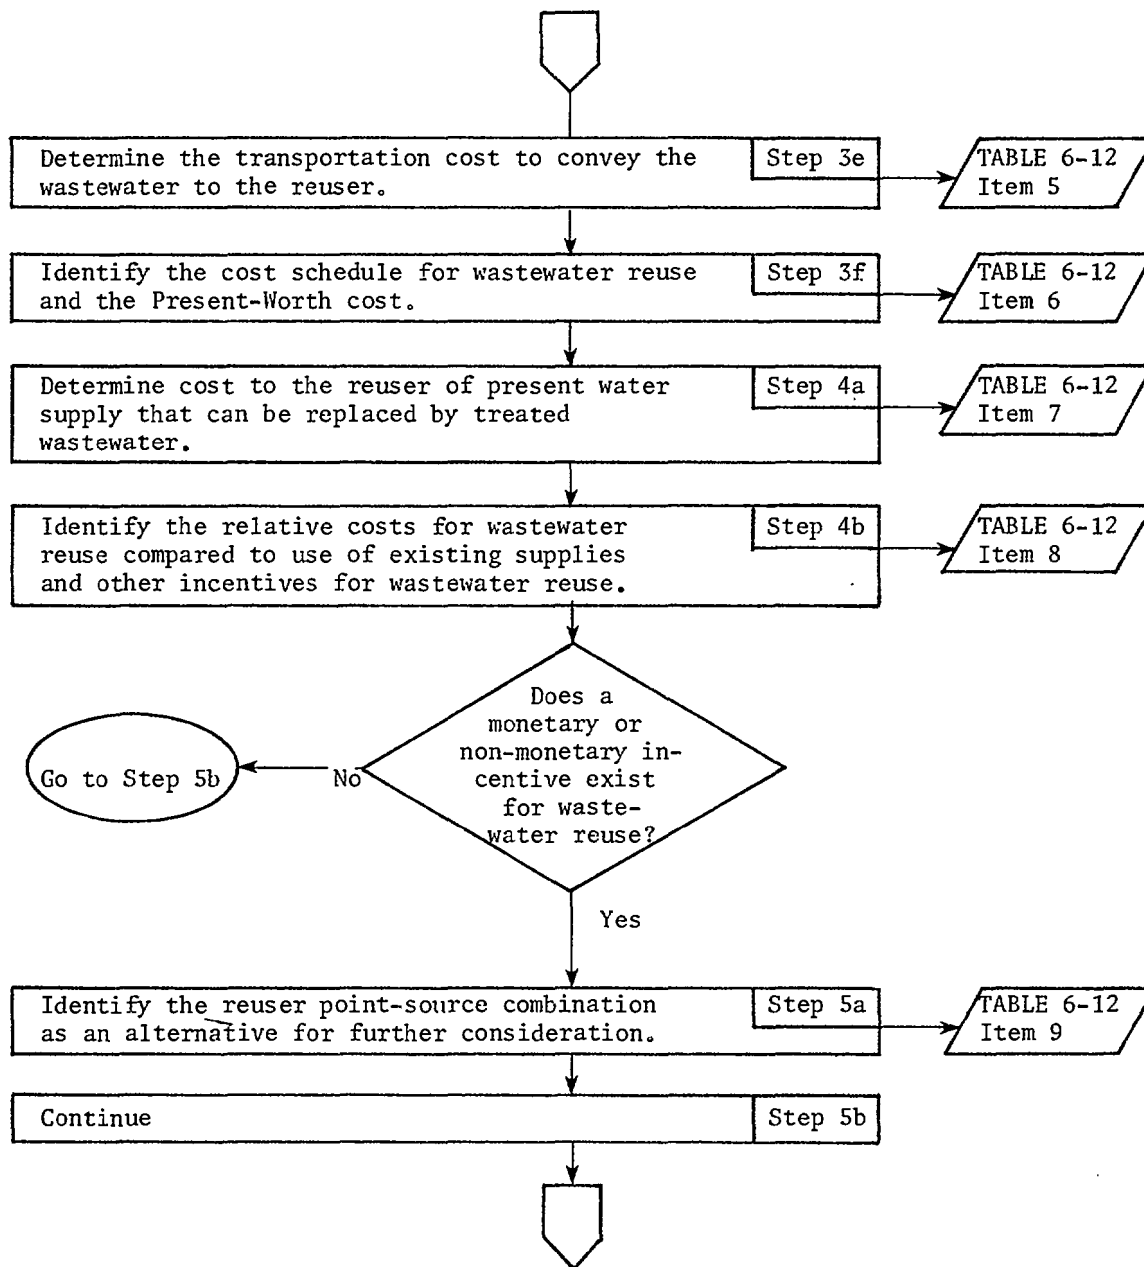 Determine the transportation cost to convey the
wastewater to the reuser.
Step 3e
TABLE 6-12
Item 5
Identify the cost schedule for wastewater reuse
and the Present-Worth cost.
Step 3f
TABLE 6-12
Item 6
Determine cost to the reuser of present water
supply that can be replaced by treated
wastewater.
Step 4a
TABLE 6-12
Item 7
Identify the relative costs for wastewater
reuse compared to use of existing supplies
and other incentives for wastewater reuse.
Step 4b
TABLE 6-12
Item 8
Does a
monetary or
non-monetary in-
centive exist
for waste-
water reuse?
No
Go to Step 5b
Yes
Identify the reuser point-source combination
as an alternative for further consideration.
Step 5a
TABLE 6-12
Item 9
Continue
Step 5b